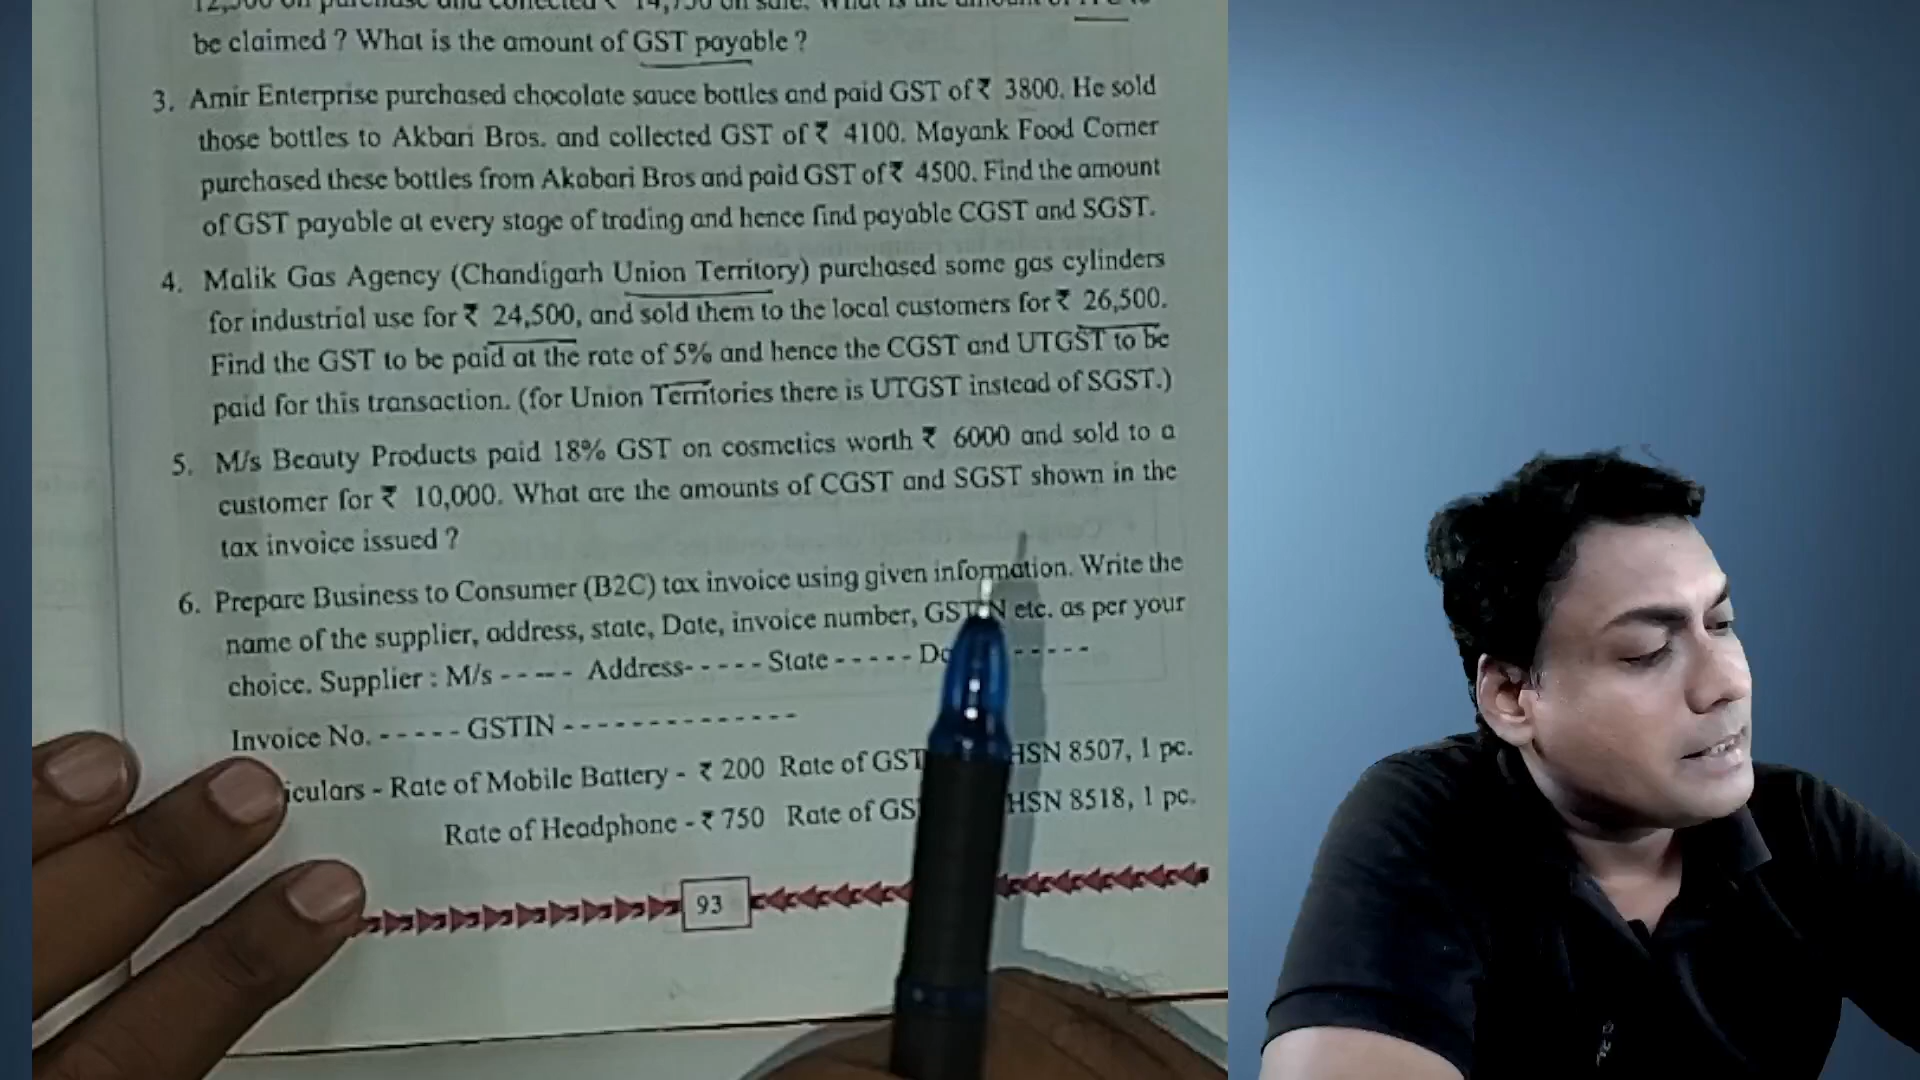 be claimed ? What is the amount of GST payable ?
3. Amir Enterprise purchased chocolate sauce bottles and paid GST of ₹ 3800. He sold
those bottles to Akbari Bros. and collected GST of ₹ 4100. Mayank Food Corner
purchased these bottles from Akabari Bros and paid GST of ₹ 4500. Find the amount
of GST payable at every stage of trading and hence find payable CGST and SGST.
4. Malik Gas Agency (Chandigarh Union Territory) purchased some gas cylinders
for industrial use for ₹ 24,500, and sold them to the local customers for ₹ 26,500.
Find the GST to be paid at the rate of 5% and hence the CGST and UTGST to be
paid for this transaction. (for Union Territories there is UTGST instead of SGST.)
5. M/s Beauty Products paid 18% GST on cosmetics worth ₹ 6000 and sold to a
customer for ₹ 10,000. What are the amounts of CGST and SGST shown in the
tax invoice issued ?
6. Prepare Business to Consumer (B2C) tax invoice using given information. Write the
name of the supplier, address, state, Date, invoice number, GSTIN etc. as per your
choice. Supplier : M/s - - - - - Address- - - - - State - - - - - - - - - -
Invoice No. - - - - - GSTIN - - - - - - - - - - - - - -
- Rate of Mobile Battery - ₹ 200 Rate of GST HSN 8507, 1 pc.
Rate of Headphone - ₹ 750 Rate of HSN 8518, 1 pc.
93